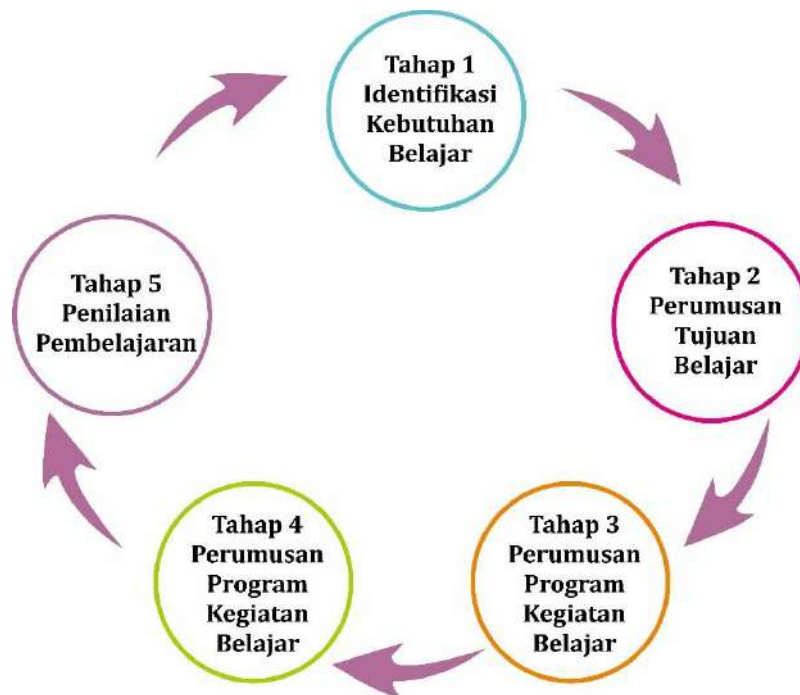 Tahap 1
Identifikasi
Kebutuhan
Belajar
Tahap 2
Perumusan
Tujuan
Belajar
Tahap 3
Perumusan
Program
Kegiatan
Belajar
Tahap 4
Perumusan
Program
Kegiatan
Belajar
Tahap 5
Penilaian
Pembelajaran